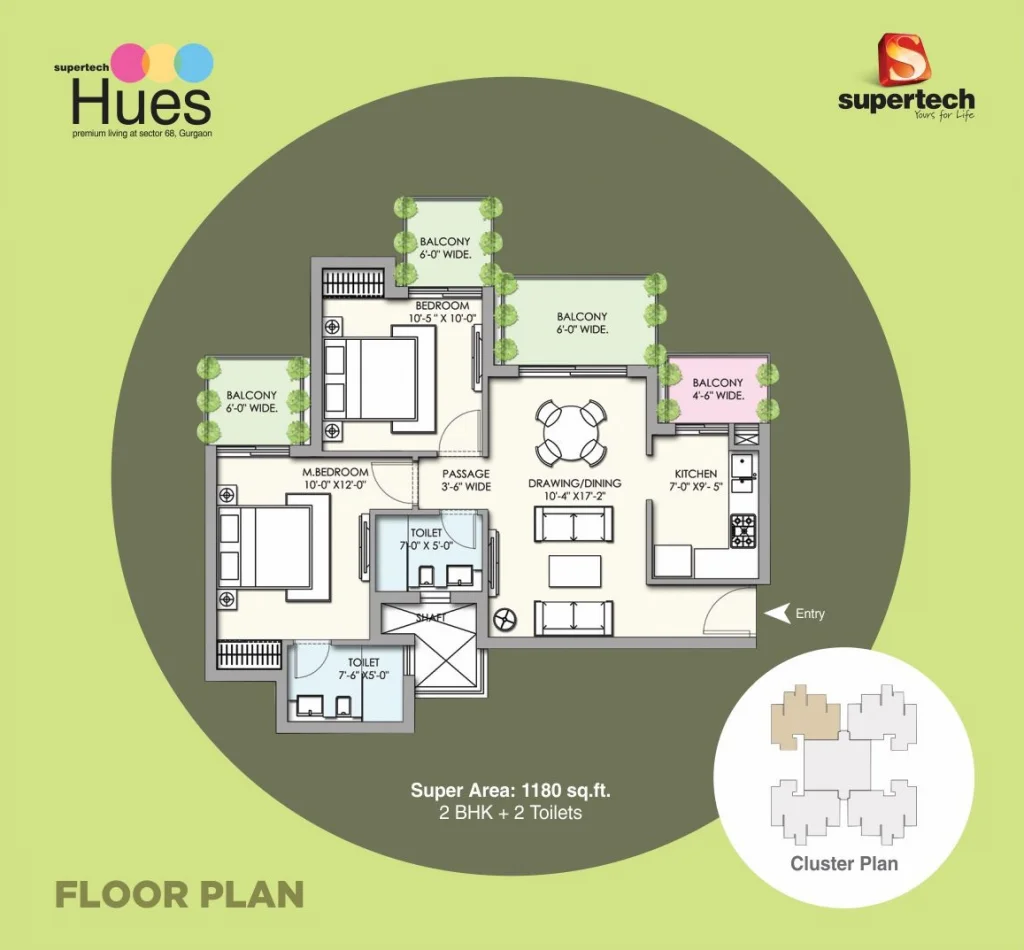 supertech
Hues
premium living at sector 68, Gurgaon
S
supertech
Yours for Life
BALCONY
6'-0" WIDE.
BEDROOM
10'-5 " X 10'-0"
BALCONY
6'-0" WIDE.
BALCONY
4'-6" WIDE.
BALCONY
6'-0" WIDE.
M.BEDROOM
10'-0"X12'-0"
PASSAGE
3'-6" WIDE
DRAWING/DINING
10'-4"X17'-2"
KITCHEN
7'-0"X9'- 5"
TOILET
7'-0" X 5'-0"
SHAFT
Entry
TOILET
7'-6" X5'-0"
Super Area: 1180 sq.ft.
2 BHK + 2 Toilets
Cluster Plan
FLOOR PLAN